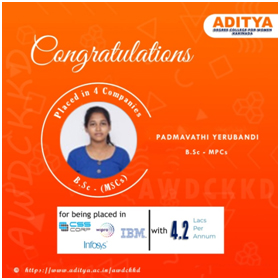 ADITYA
DEGREE COLLEGE FOR WOMEN
KAKINADA
Congratulations
Placed in 4 Companies
B.Sc - (MSCs)
PADMAVATHI YERUBANDI
B.Sc - MPCs
AWDCKKD
for being placed in
CSS
CORP
IBM
Infosys
with 4.2 Lacs
Per
Annum
https://www.aditya.ac.in/awdckkd